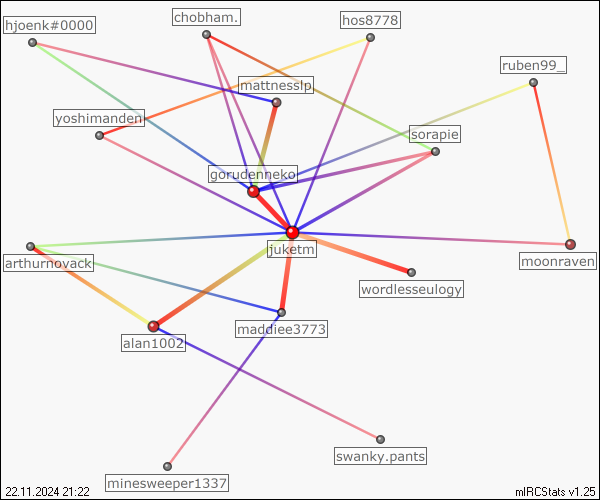 chobham.
hos8778
hjoenk#0000
ruben99_
mattnesslp
yoshimanden
sorapie
gorudenneko
juketm
arthurnovack
moonraven
wordlesseulogy
maddiee3773
alan1002
swanky.pants
minesweeper1337
22.11.2024 21:22
mIRCStats v1.25